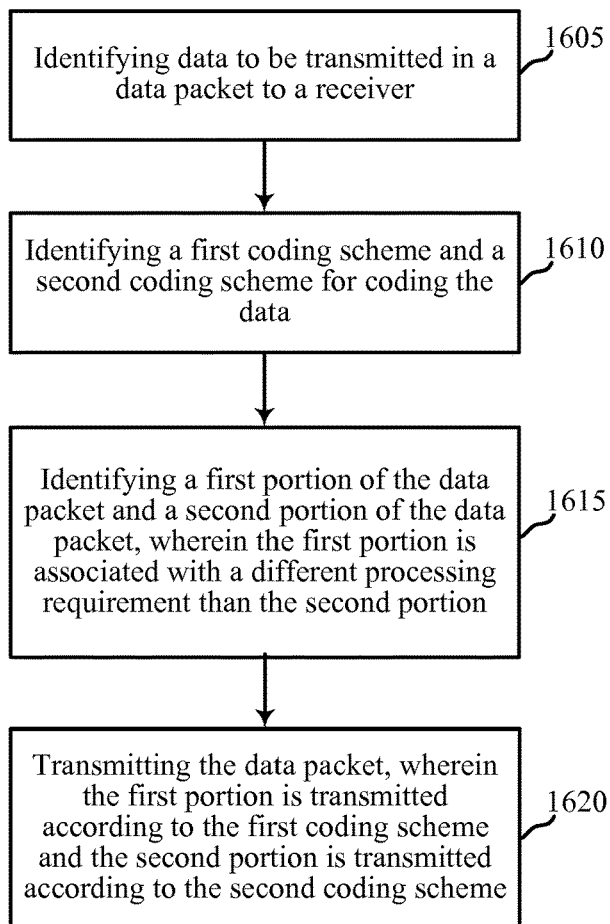 Identifying data to be transmitted in a
data packet to a receiver
1605
Identifying a first coding scheme and a
second coding scheme for coding the
data
1610
Identifying a first portion of the data
packet and a second portion of the data
packet, wherein the first portion is
associated with a different processing
requirement than the second portion
1615
Transmitting the data packet, wherein
the first portion is transmitted
according to the first coding scheme
and the second portion is transmitted
according to the second coding scheme
1620